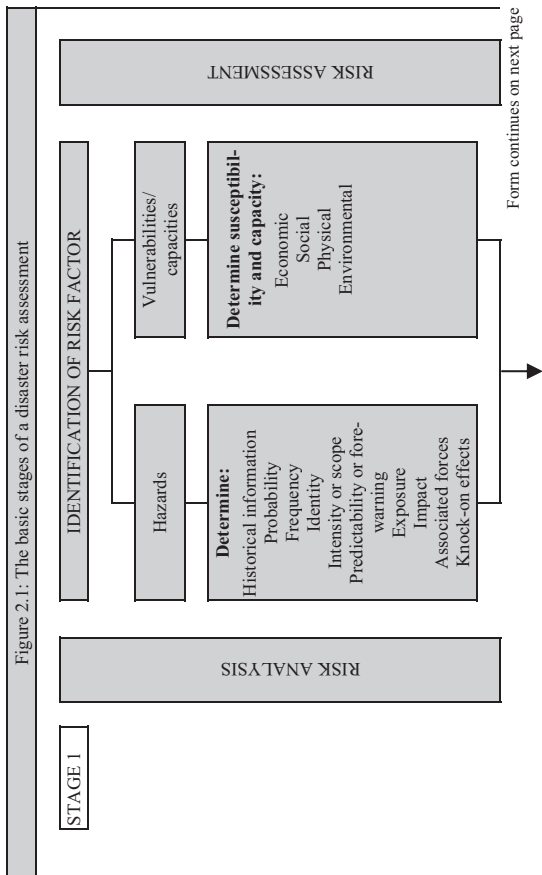 Figure 2.1: The basic stages of a disaster risk assessment
STAGE 1
RISK ANALYSIS
IDENTIFICATION OF RISK FACTOR
Hazards
Determine:
Historical information
Probability
Frequency
Identity
Intensity or scope
Predictability or fore-
warning
Exposure
Impact
Associated forces
Knock-on effects
Vulnerabilities/
capacities
Determine susceptibil-
ity and capacity:
Economic
Social
Physical
Environmental
RISK ASSESSMENT
Form continues on next page